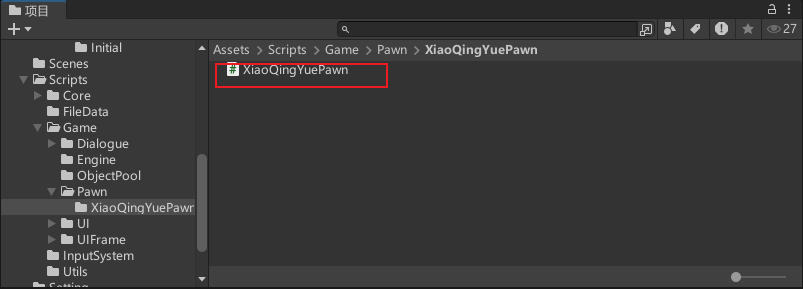 项目
27
Initial
Assets > Scripts > Game > Pawn > XiaoQingYuePawn
Scenes
# XiaoQingYuePawn
Scripts
Core
FileData
Game
Dialogue
Engine
ObjectPool
Pawn
XiaoQingYuePawn
UI
UIFrame
InputSystem
Utils